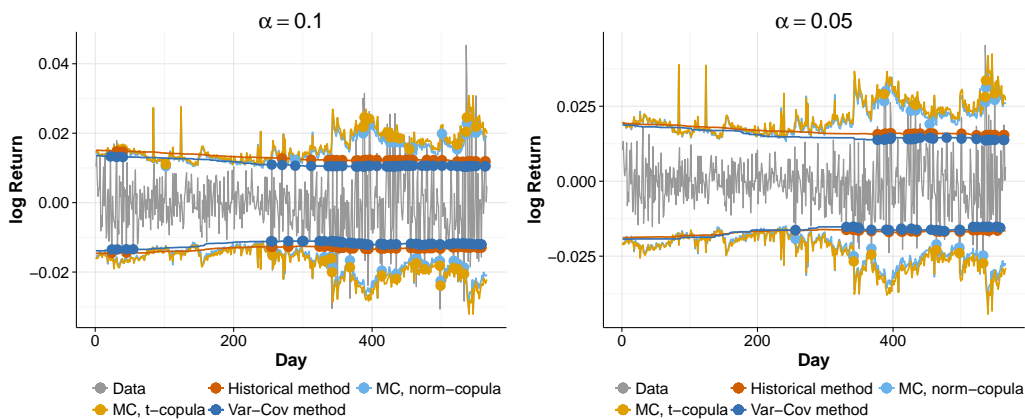 α = 0.1
log Return
0.04
0.02
0.00
−0.02
0
200
400
Day
Data
Historical method
MC, norm−copula
MC, t−copula
Var−Cov method
α = 0.05
log Return
0.025
0.000
−0.025
0
200
400
Day
Data
Historical method
MC, norm−copula
MC, t−copula
Var−Cov method